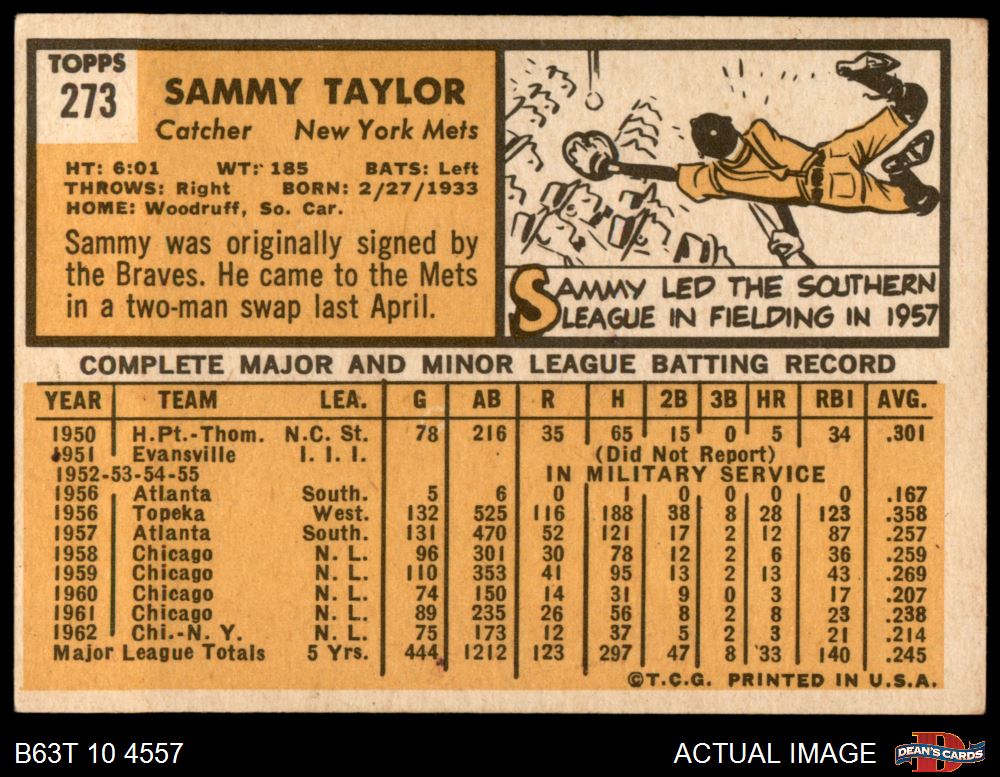 TOPPS
273
SAMMY TAYLOR
Catcher New York Mets
HT: 6:01 WT: 185 BATS: Left
THROWS: Right BORN: 2/27/1933
HOME: Woodruff, So. Car.
Sammy was originally signed by
the Braves. He came to the Mets
in a two-man swap last April.
SAMMY LED THE SOUTHERN
LEAGUE IN FIELDING IN 1957
COMPLETE MAJOR AND MINOR LEAGUE BATTING RECORD
YEAR TEAM LEA. G AB R H 2B 3B HR RBI AVG.
1950 H.Pt.-Thom. N.C. St. 78 216 35 65 15 0 5 34 .301
1951 Evansville I. I. I. (Did Not Report)
1952-53-54-55 IN MILITARY SERVICE
1956 Atlanta South. 5 6 0 1 0 0 0 0 .167
1956 Topeka West. 132 525 116 188 38 8 28 123 .358
1957 Atlanta South. 131 470 52 121 17 2 12 87 .257
1958 Chicago N. L. 96 301 30 78 12 2 6 36 .259
1959 Chicago N. L. 110 353 41 95 13 2 13 43 .269
1960 Chicago N. L. 74 150 14 31 9 0 3 17 .207
1961 Chicago N. L. 89 235 26 56 8 2 8 23 .238
1962 Chi.-N. Y. N. L. 75 173 12 37 5 2 3 21 .214
Major League Totals 5 Yrs. 444 1212 123 297 47 8 33 140 .245
©T.C.G. PRINTED IN U.S.A.
B63T 10 4557 ACTUAL IMAGE
D
DEAN'S CARDS